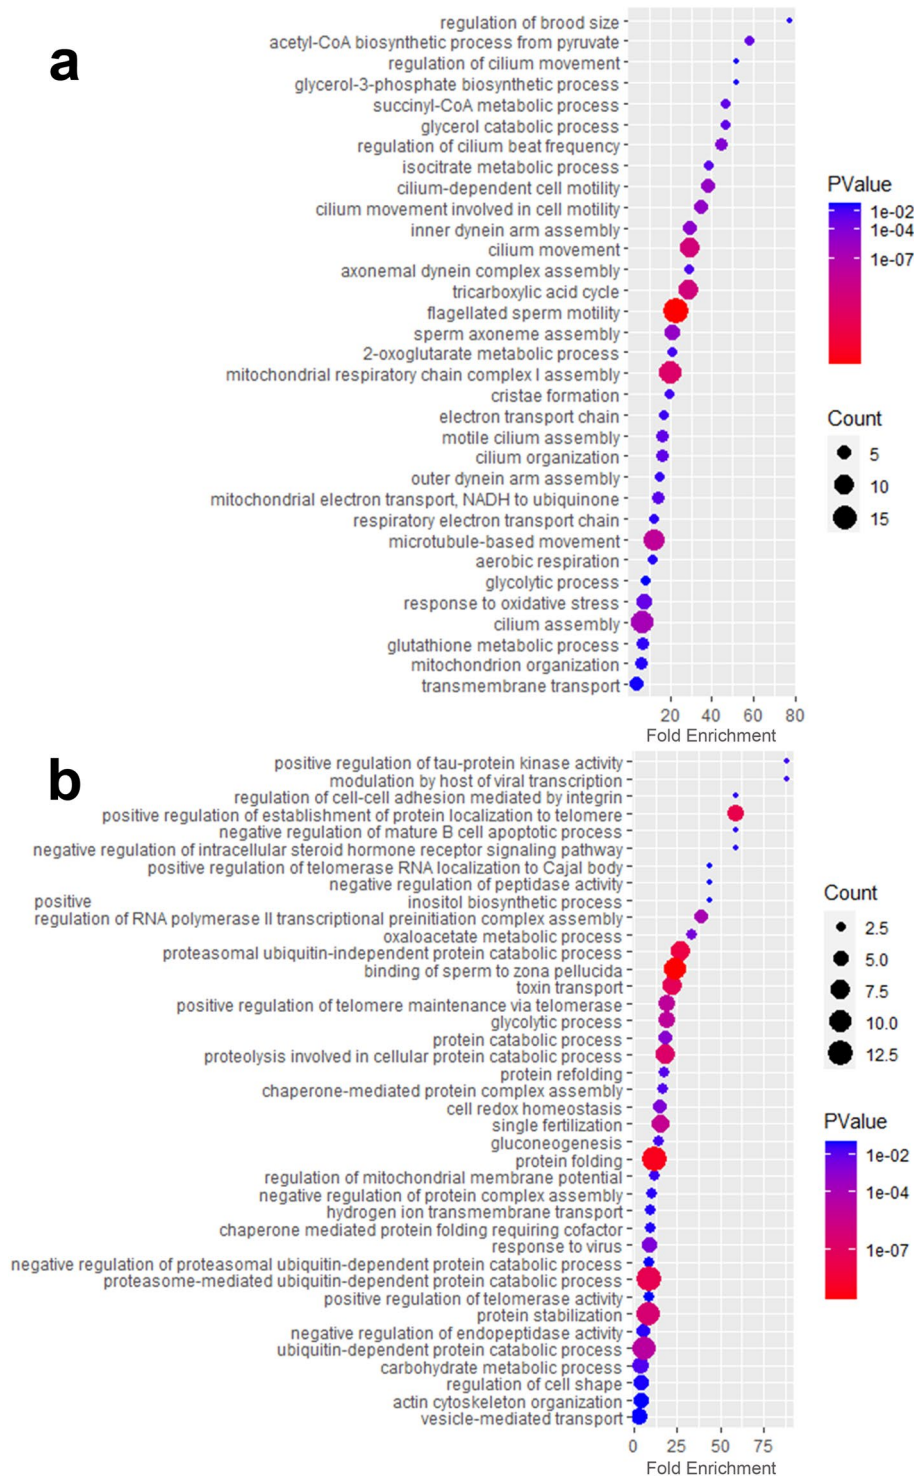 a
regulation of brood size
acetyl-CoA biosynthetic process from pyruvate
regulation of cilium movement
glycerol-3-phosphate biosynthetic process
succinyl-CoA metabolic process
glycerol catabolic process
regulation of cilium beat frequency
isocitrate metabolic process
cilium-dependent cell motility
cilium movement involved in cell motility
inner dynein arm assembly
cilium movement
axonemal dynein complex assembly
tricarboxylic acid cycle
flagellated sperm motility
sperm axoneme assembly
2-oxoglutarate metabolic process
mitochondrial respiratory chain complex I assembly
cristae formation
electron transport chain
motile cilium assembly
cilium organization
outer dynein arm assembly
mitochondrial electron transport, NADH to ubiquinone
respiratory electron transport chain
microtubule-based movement
aerobic respiration
glycolytic process
response to oxidative stress
cilium assembly
glutathione metabolic process
mitochondrion organization
transmembrane transport
20 40 60 80
Fold Enrichment
PValue
1e-02
1e-04
1e-07
Count
5
10
15
b
positive regulation of tau-protein kinase activity
modulation by host of viral transcription
regulation of cell-cell adhesion mediated by integrin
positive regulation of establishment of protein localization to telomere
negative regulation of mature B cell apoptotic process
negative regulation of intracellular steroid hormone receptor signaling pathway
positive regulation of telomerase RNA localization to Cajal body
negative regulation of peptidase activity
positive inositol biosynthetic process
regulation of RNA polymerase II transcriptional preinitiation complex assembly
oxaloacetate metabolic process
proteasomal ubiquitin-independent protein catabolic process
binding of sperm to zona pellucida
toxin transport
positive regulation of telomere maintenance via telomerase
glycolytic process
protein catabolic process
proteolysis involved in cellular protein catabolic process
protein refolding
chaperone-mediated protein complex assembly
cell redox homeostasis
single fertilization
gluconeogenesis
protein folding
regulation of mitochondrial membrane potential
negative regulation of protein complex assembly
hydrogen ion transmembrane transport
chaperone mediated protein folding requiring cofactor
response to virus
negative regulation of proteasomal ubiquitin-dependent protein catabolic process
proteasome-mediated ubiquitin-dependent protein catabolic process
positive regulation of telomerase activity
protein stabilization
negative regulation of endopeptidase activity
ubiquitin-dependent protein catabolic process
carbohydrate metabolic process
regulation of cell shape
actin cytoskeleton organization
vesicle-mediated transport
0 25 50 75
Fold Enrichment
Count
2.5
5.0
7.5
10.0
12.5
PValue
1e-02
1e-04
1e-07